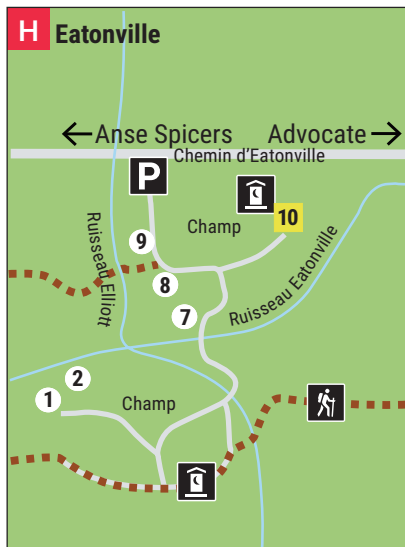 H Eatonville
Anse Spicers Advocate
Chemin d'Eatonville
P
10
Champ
9
8
7
Ruisseau Elliott
Ruisseau Eatonville
2
1
Champ